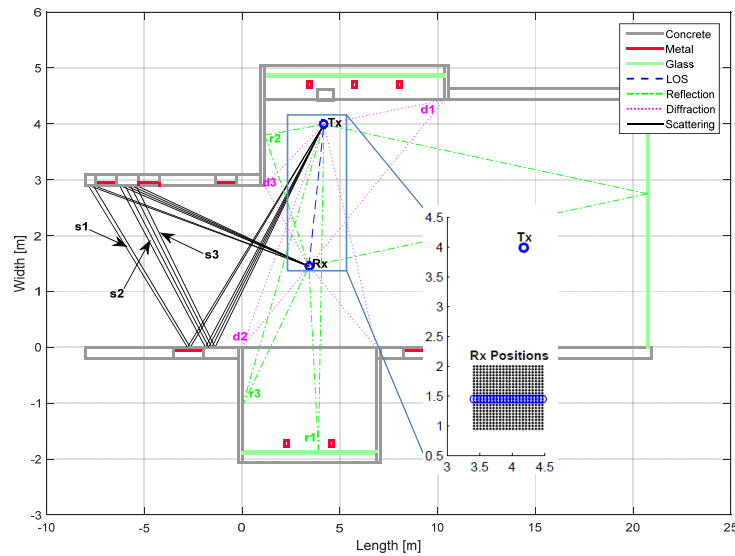 6
5
4
3
2
1
0
-1
-2
-3
-10
-5
0
5
10
15
20
25
Width [m]
Length [m]
Concrete
Metal
Glass
LOS
Reflection
Diffraction
Scattering
Tx
d1
r2
d3
s1
s3
s2
Rx
d2
r3
r1
4.5
4
3.5
3
2.5
2
1.5
1
0.5
3
3.5
4
4.5
Tx
Rx Positions